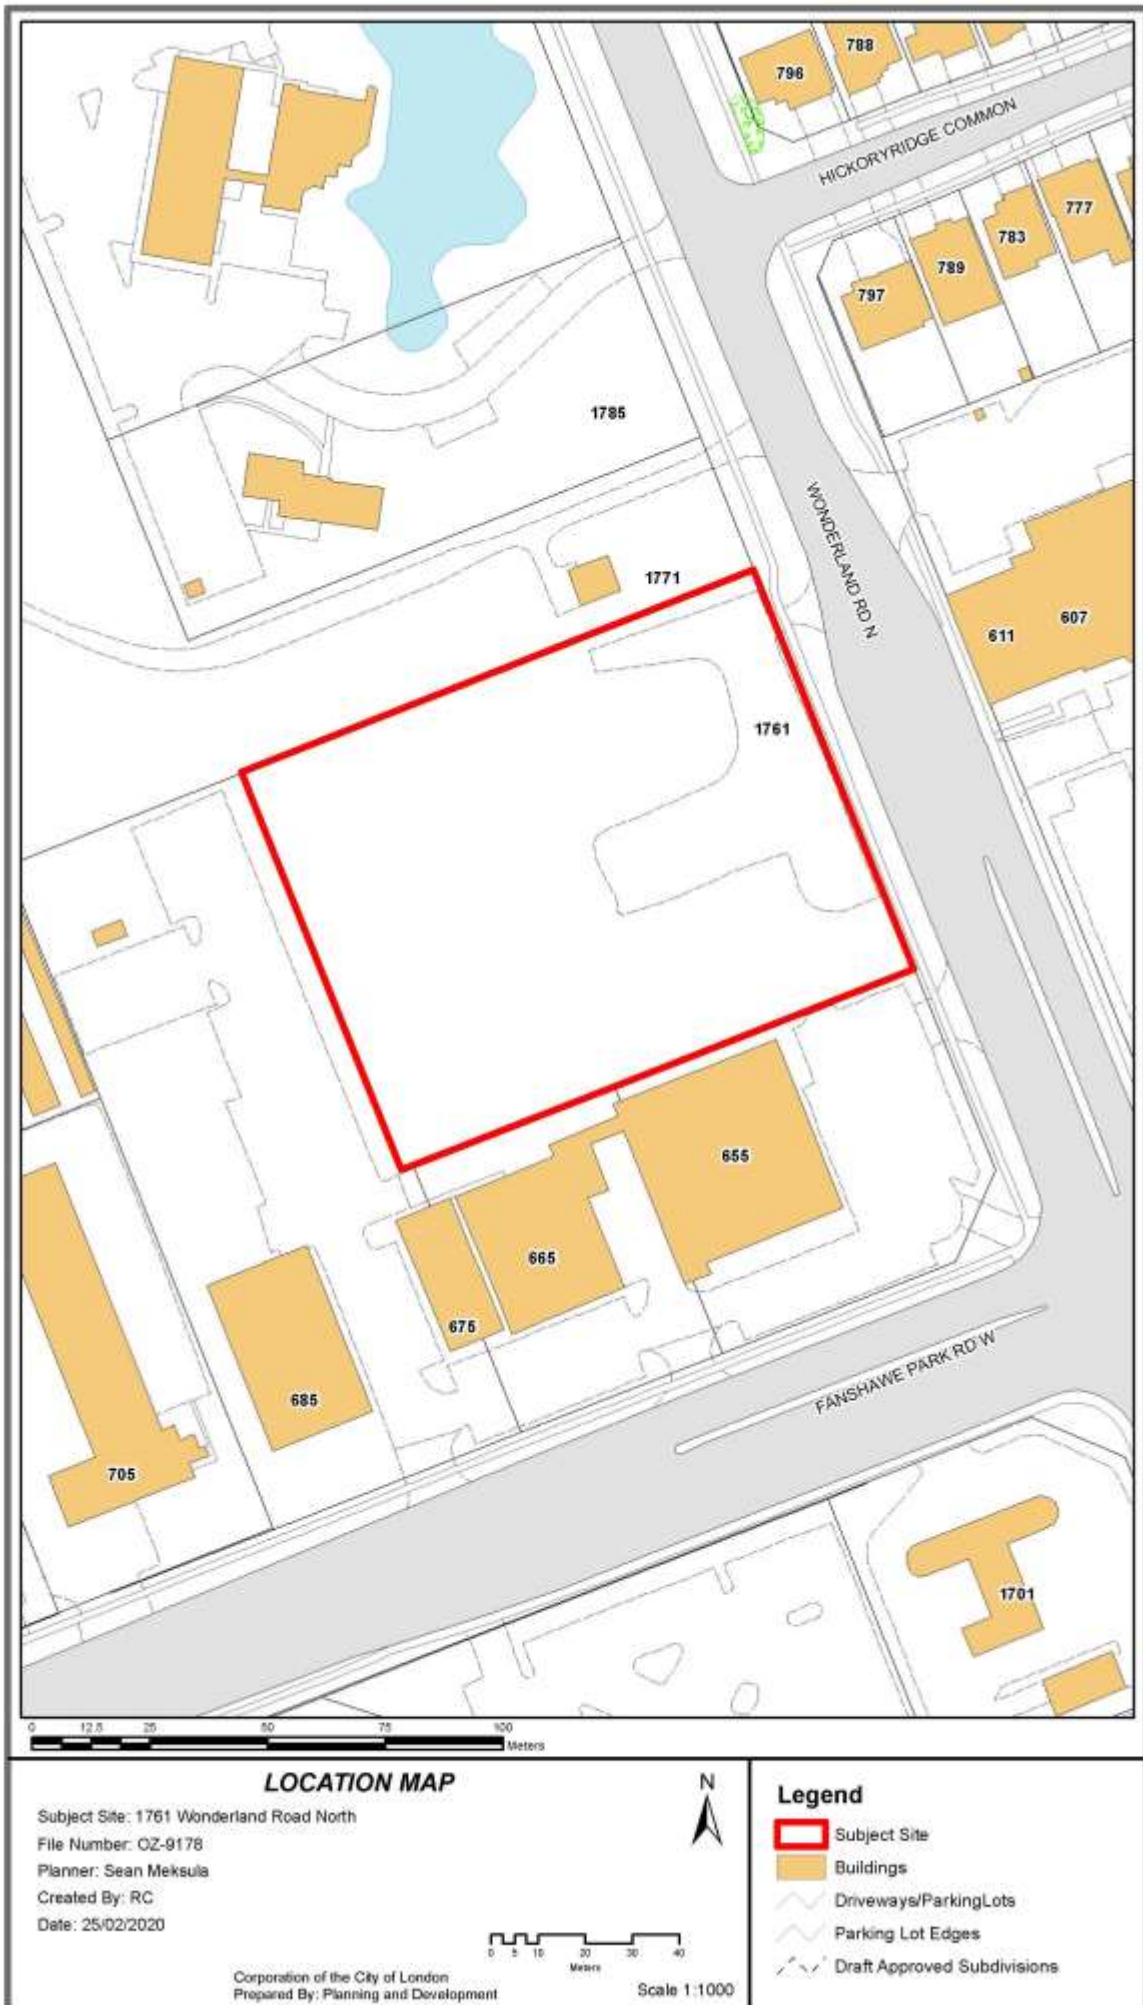 788
796
HICKORYRIDGE COMMON
777
783
789
797
1785
WONDERLAND RD N
1771
607
611
1761
655
665
675
685
FANSHAWE PARK RD W
705
1701
0 12.5 25 50 75 100
Meters
LOCATION MAP
Subject Site: 1761 Wonderland Road North
File Number: OZ-9178
Planner: Sean Meksula
Created By: RC
Date: 25/02/2020
N
0 5 10 20 30 40
Meters
Corporation of the City of London
Prepared By: Planning and Development
Scale 1:1000
Legend
Subject Site
Buildings
Driveways/ParkingLots
Parking Lot Edges
Draft Approved Subdivisions